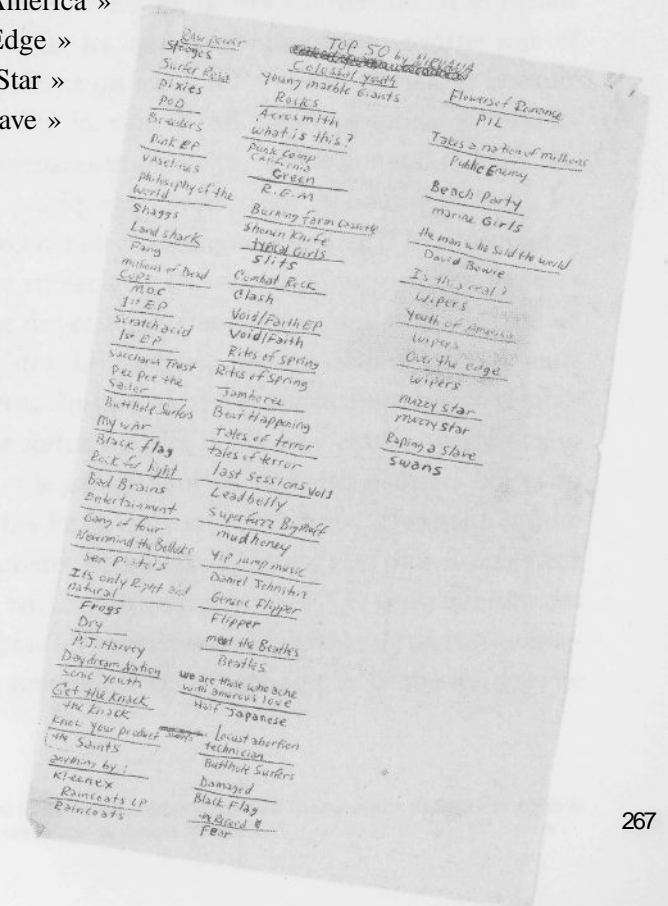 America »
Edge »
Star »
ave »
TOP 50 by NIRVANA
Raw power
Stooges
Surfer Rosa
Pixies
POD
Breeders
Pink EP
Vaselines
philosophy of the
world
Shaggs
Land shark
Fang
millions of Dead
Cops
M.D.C
1st EP
Scratch acid
1st EP
Saccharin Trust
Pee pee the
Sailor
Butthole Surfers
My war
Black flag
Rock for light
Bad Brains
Entertainment
Gang of four
Nevermind the Bollocks
Sex pistols
Its only Right and
natural
Frogs
Dry
P.J. Harvey
Daydream Nation
Sonic Youth
Get the Knack
the Knack
Know your product
the Saints
anything by:
Kleenex
Raincoats LP
Raincoats
Colossal Youth
Young marble Giants
Rocks
Aerosmith
what is this?
Punk Comp
California
Green
R.E.M
Burning farm Cassette
Shonen Knife
typical Girls
Slits
Combat Rock
Clash
Void/Faith EP
Void/Faith
Rites of spring
Rites of spring
Jamboree
Beat Happening
Tales of terror
tales of terror
last sessions Vol 1
Leadbelly
Superfuzz Bigmuff
mudhoney
Yip jump music
Daniel Johnston
Generic Flipper
Flipper
meet the Beatles
Beatles
we are those who ache
with amorous love
Half Japanese
Locust abortion
technician
Butthole Surfers
Damaged
Black Flag
Record
Fear
Flowers of Romance
PIL
Takes a nation of millions
Public Enemy
Beach Party
marine Girls
the man who sold the world
David Bowie
Is this real?
Wipers
Youth of America
Wipers
Over the edge
Wipers
mazzy star
mazzy star
Raping a Slave
Swans
267